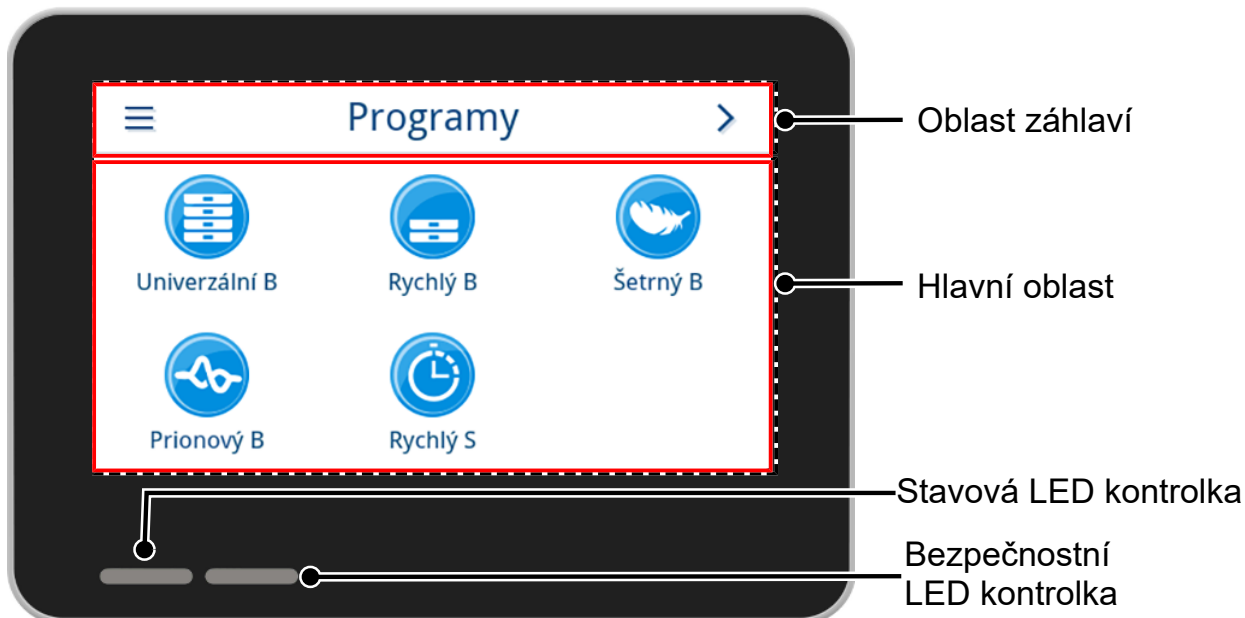 Programy
Oblast záhlaví
Univerzální B
Rychlý B
Šetrný B
Hlavní oblast
Prionový B
Rychlý S
Stavová LED kontrolka
Bezpečnostní
LED kontrolka